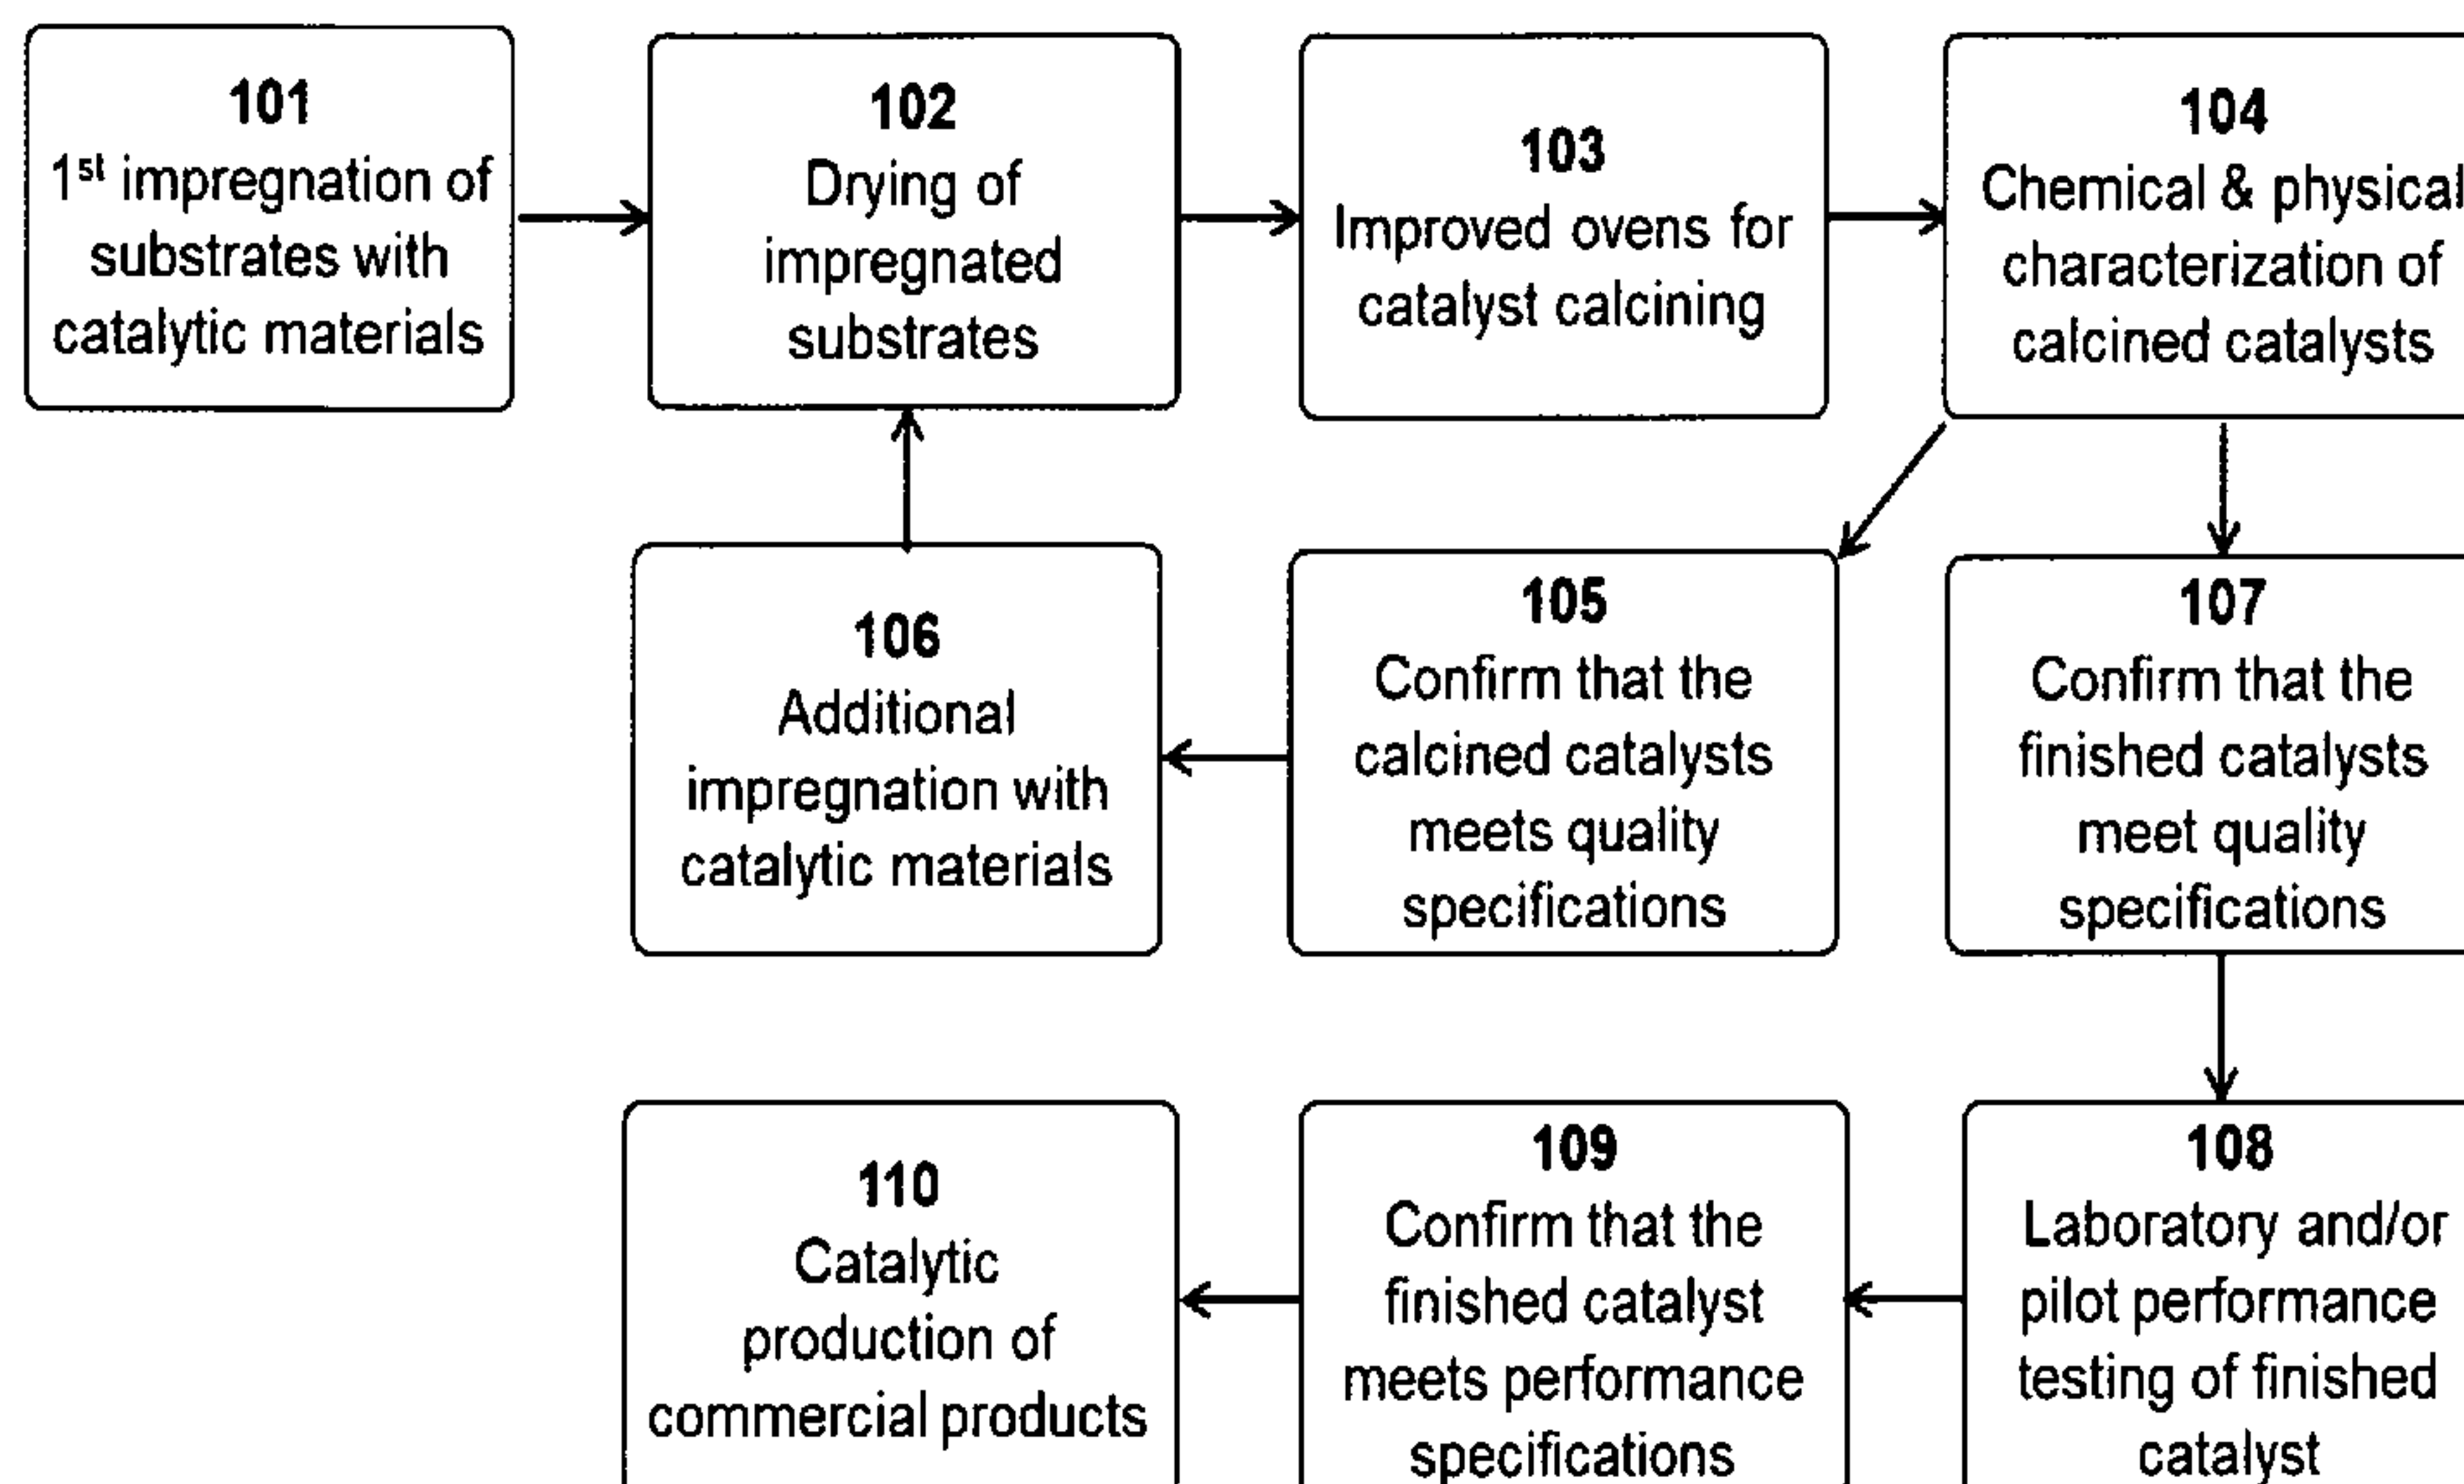 101
1st impregnation of
substrates with
catalytic materials
102
Drying of
impregnated
substrates
103
Improved ovens for
catalyst calcining
104
Chemical & physical
characterization of
calcined catalysts
106
Additional
impregnation with
catalytic materials
105
Confirm that the
calcined catalysts
meets quality
specifications
107
Confirm that the
finished catalysts
meet quality
specifications
110
Catalytic
production of
commercial products
109
Confirm that the
finished catalyst
meets performance
specifications
108
Laboratory and/or
pilot performance
testing of finished
catalyst